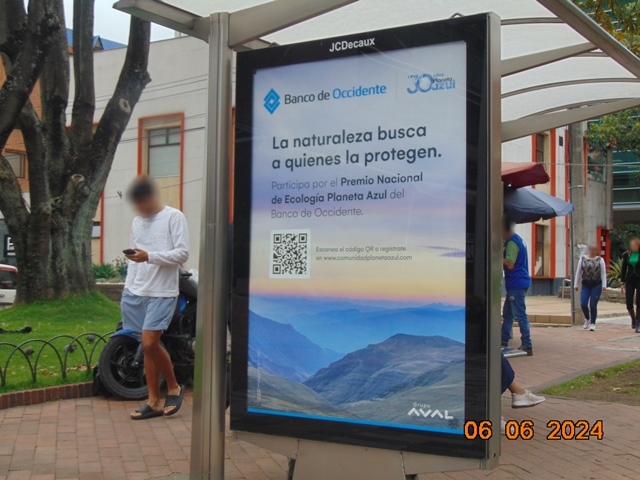 JCDecaux
Banco de Occidente
30 años
Planeta
azul
La naturaleza busca
a quienes la protegen.
Participa por el Premio Nacional
de Ecología Planeta Azul del
Banco de Occidente.
Escanea el código QR o regístrate
en www.comunidadplanetaazul.com
Grupo
AVAL
06 06 2024